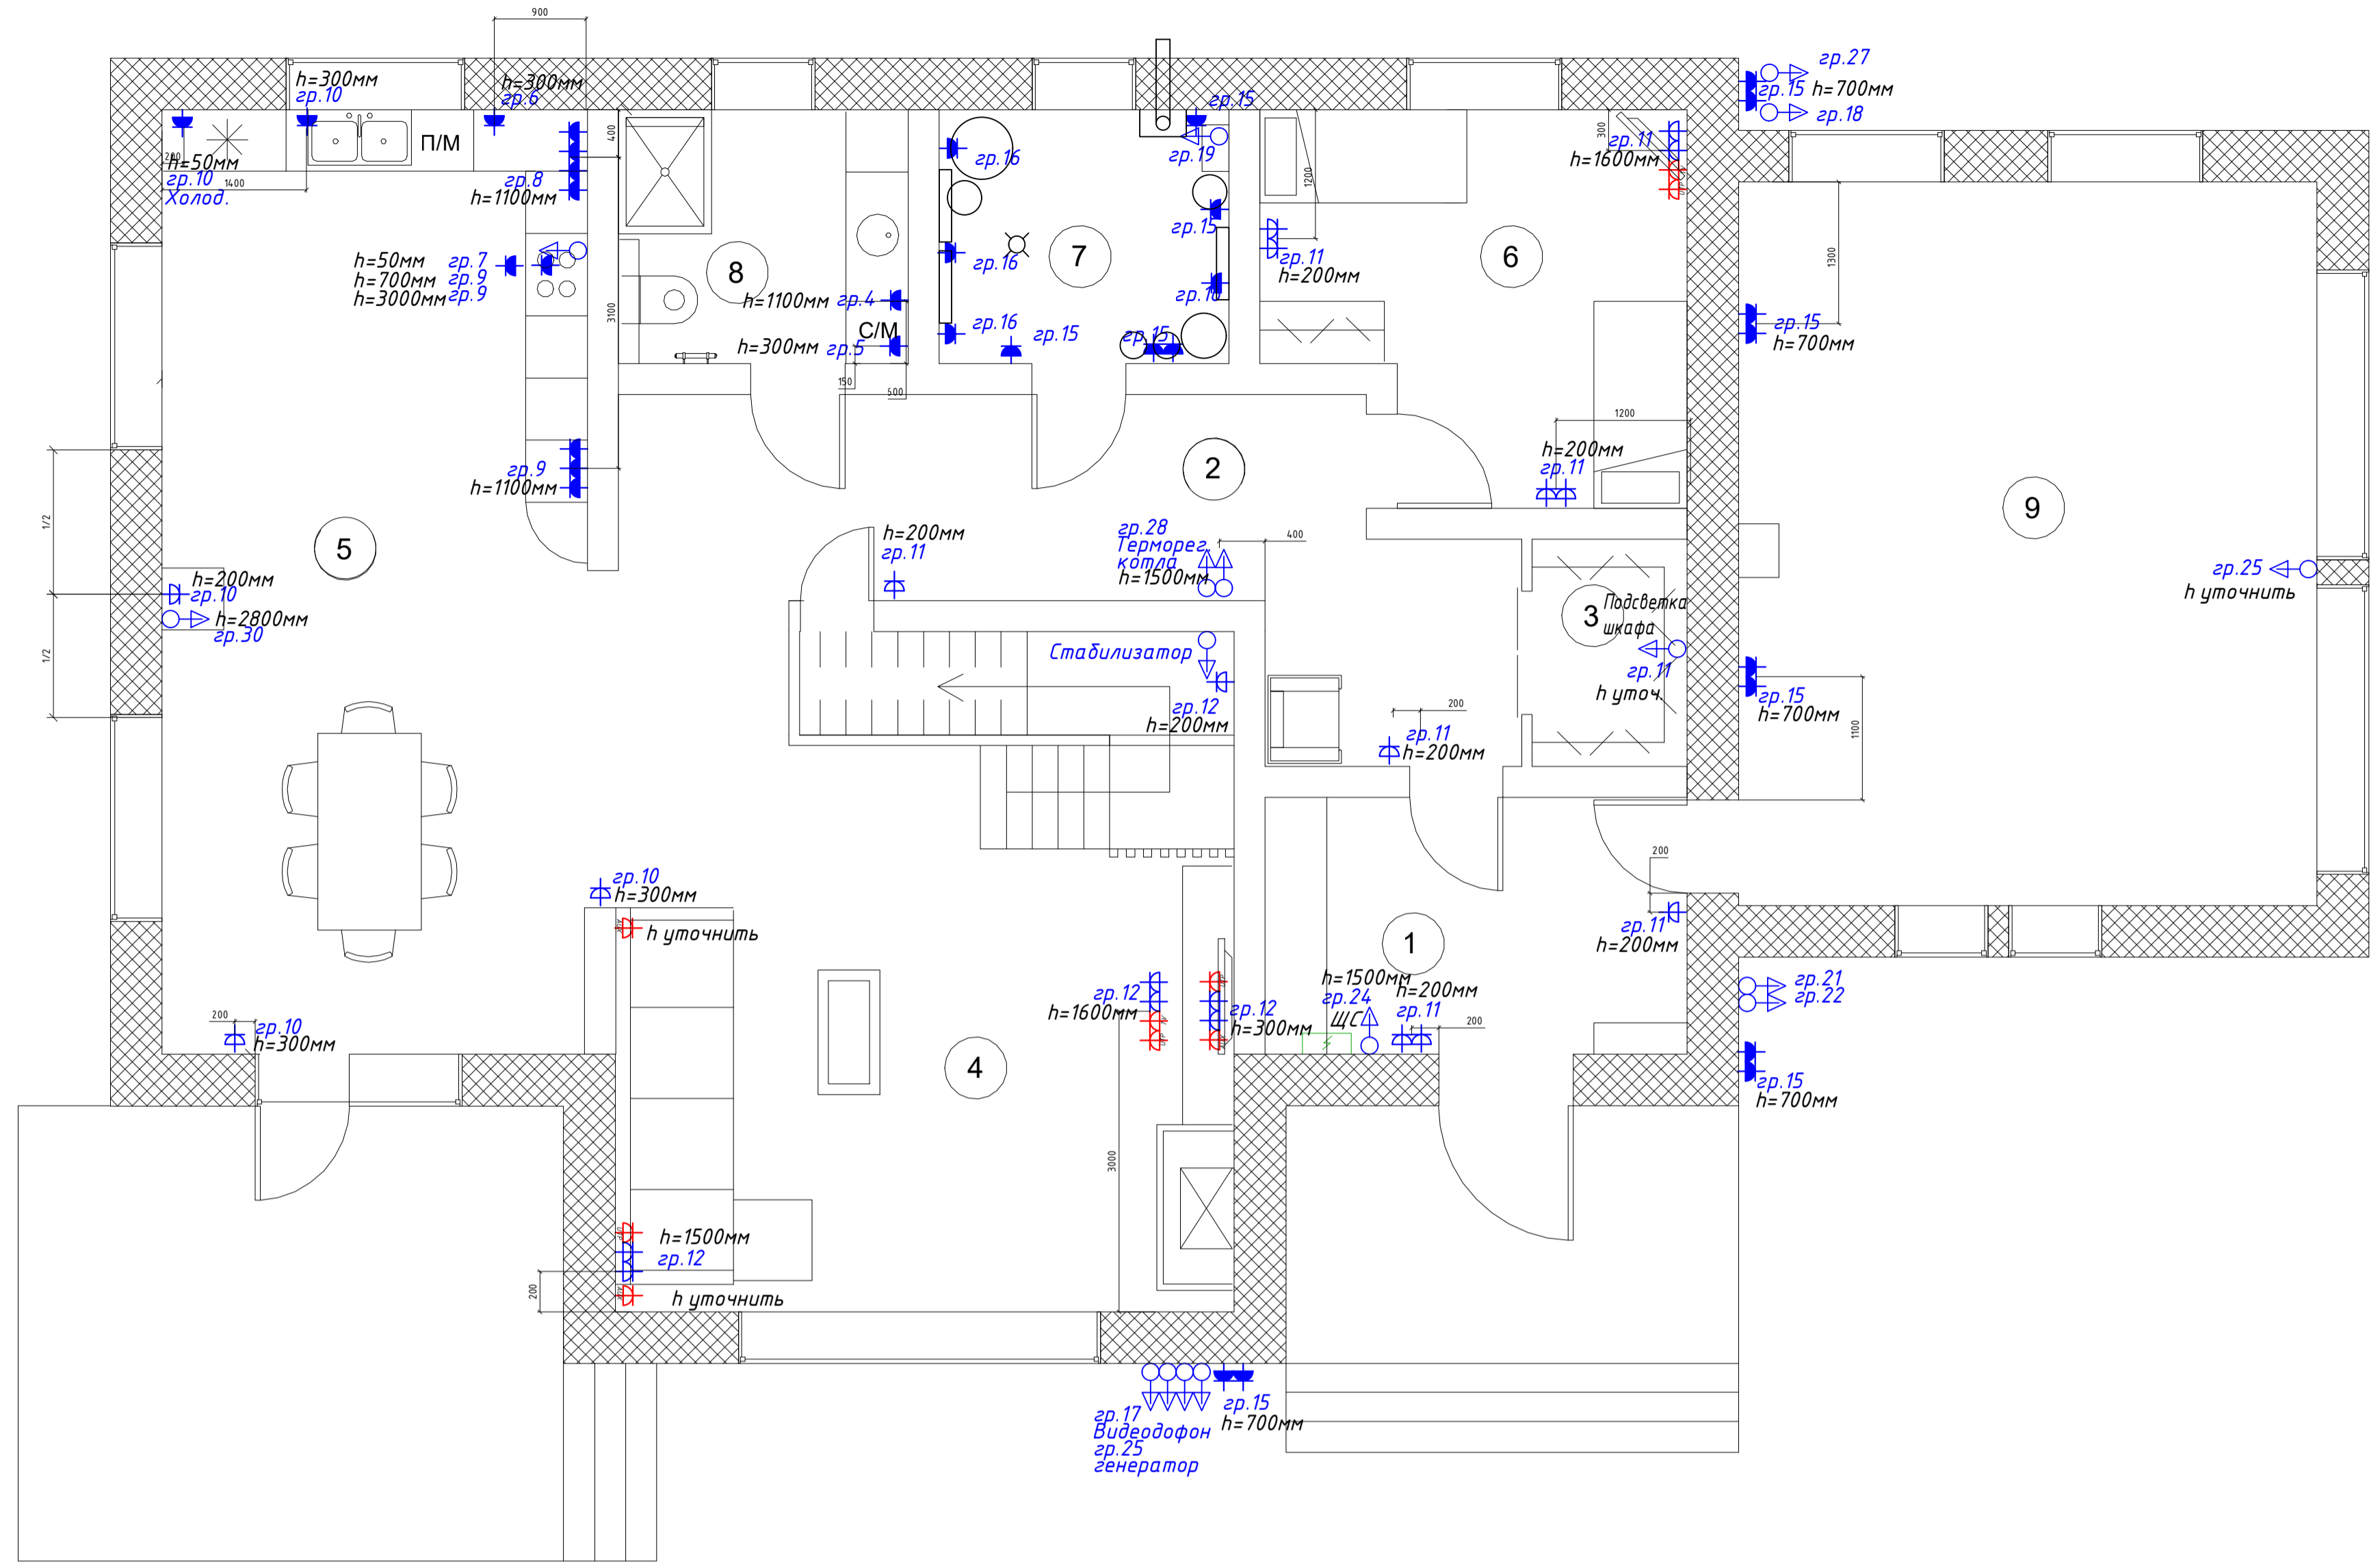 900
h=300мм
гр.10
h=300мм
гр.6
П/М
200
h=50мм
гр.10
Холод.
1400
400
гр.8
h=1100мм
h=50мм
гр.7
h=700мм
гр.9
h=3000мм
гр.9
3100
8
h=1100мм
гр.4
С/М
h=300мм
гр.5
150
500
гр.16
гр.16
гр.16
7
гр.15
гр.19
гр.15
гр.15
гр.15
1200
гр.11
h=200мм
6
300
гр.11
h=1600мм
гр.27
гр.15
h=700мм
гр.18
1300
гр.15
h=700мм
9
гр.25
h уточнить
гр.15
h=700мм
1100
1200
h=200мм
гр.11
гр.9
h=1100мм
2
5
1/2
1/2
h=200мм
гр.10
h=2800мм
гр.30
h=200мм
гр.11
гр.28
Терморег.
котла
h=1500мм
400
3
Подсветка
шкафа
гр.11
h уточ.
Стабилизатор
гр.12
h=200мм
200
гр.11
h=200мм
200
гр.11
h=200мм
1
h=1500мм
гр.24
ЩС
h=200мм
гр.11
200
гр.21
гр.22
гр.15
h=700мм
гр.10
h=300мм
h уточнить
200
гр.10
h=300мм
гр.12
h=1600мм
гр.12
h=300мм
4
3000
h=1500мм
гр.12
200
h уточнить
гр.17
Видеодофон
гр.25
генератор
гр.15
h=700мм